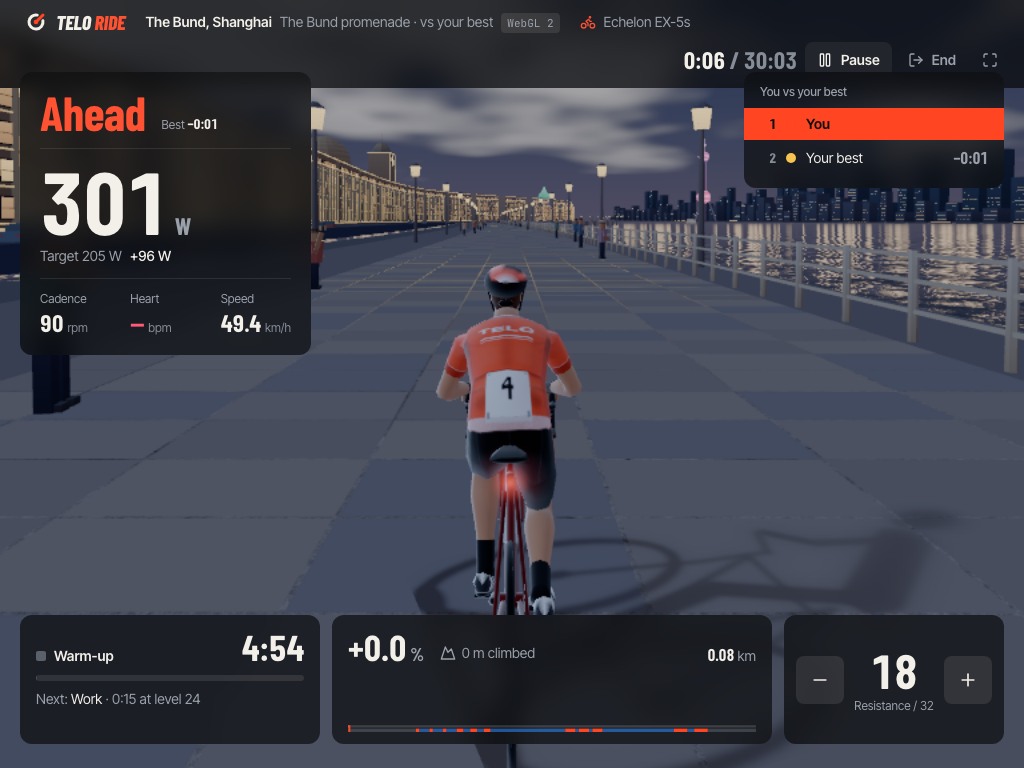 TELO RIDE The Bund, Shanghai The Bund promenade · vs your best WebGL 2 Echelon EX-5s
0:06 / 30:03 Pause End
Ahead Best −0:01
301 W
Target 205 W +96 W
Cadence Heart Speed
90 rpm — bpm 49.4 km/h
You vs your best
1 You
2 Your best −0:01
TELO
4
Warm-up 4:54
Next: Work · 0:15 at level 24
+0.0 % 0 m climbed 0.08 km
− 18 +
Resistance / 32